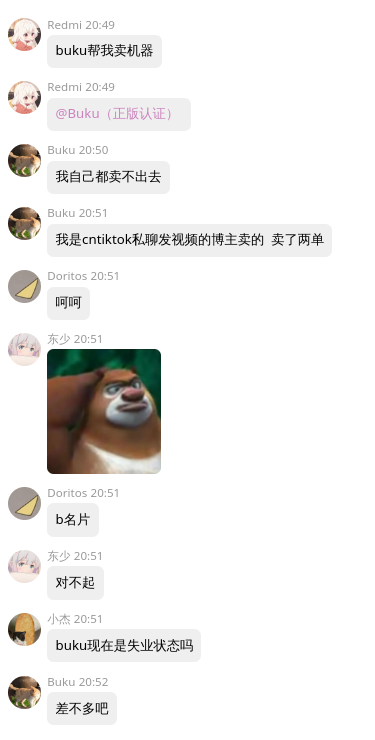 Redmi 20:49
buku帮我卖机器
Redmi 20:49
@Buku（正版认证）
Buku 20:50
我自己都卖不出去
Buku 20:51
我是cntiktok私聊发视频的博主卖的  卖了两单
Doritos 20:51
呵呵
东少 20:51
Doritos 20:51
b名片
东少 20:51
对不起
小杰 20:51
buku现在是失业状态吗
Buku 20:52
差不多吧